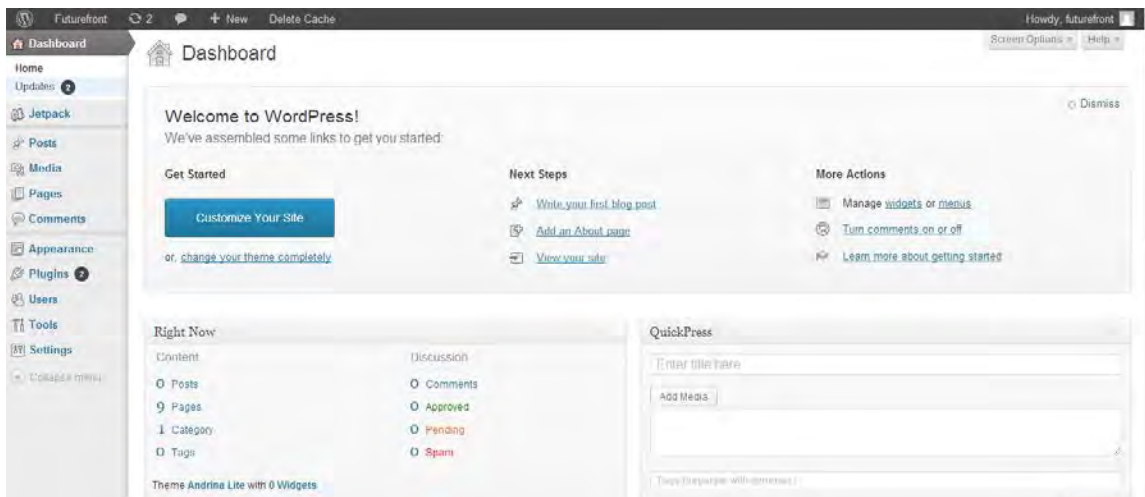 Futurefront 2 New Delete Cache Howdy, futurefront
Dashboard
Home
Updates 2
Jetpack
Posts
Media
Pages
Comments
Appearance
Plugins 2
Users
Tools
Settings
Collapse menu
Screen Options Help
Dashboard
Dismiss
Welcome to WordPress!
We've assembled some links to get you started:
Get Started
Customize Your Site
or, change your theme completely
Next Steps
Write your first blog post
Add an About page
View your site
More Actions
Manage widgets or menus
Turn comments on or off
Learn more about getting started
Right Now
Content
0 Posts
9 Pages
1 Category
0 Tags
Discussion
0 Comments
0 Approved
0 Pending
0 Spam
Theme Andrina Lite with 0 Widgets
QuickPress
Enter title here
Add Media
Tags (separate with commas)